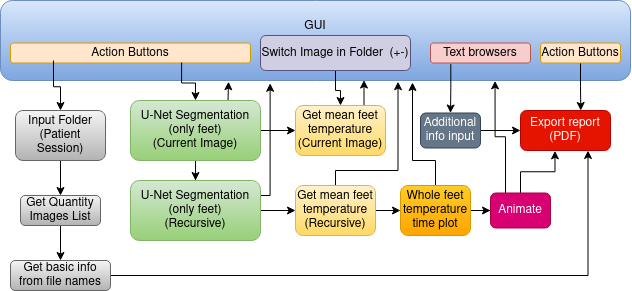 GUI
Action Buttons
Switch Image in Folder (+-)
Text browsers
Action Buttons
Input Folder
(Patient
Session)
U-Net Segmentation
(only feet)
(Current Image)
Get mean feet
temperature
(Current Image)
Additional
info input
Export report
(PDF)
Get Quantity
Images List
U-Net Segmentation
(only feet)
(Recursive)
Get mean feet
temperature
(Recursive)
Whole feet
temperature
time plot
Animate
Get basic info
from file names